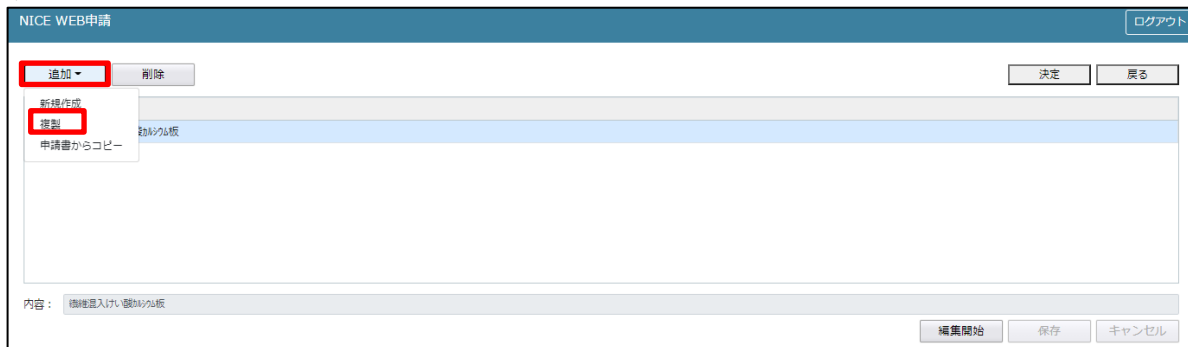 NICE WEB申請
ログアウト
追加
削除
決定
戻る
新規作成
複製
酸ｶﾙｼｳﾑ板
申請書からコピー
内容： 繊維混入けい酸ｶﾙｼｳﾑ板
編集開始
保存
キャンセル